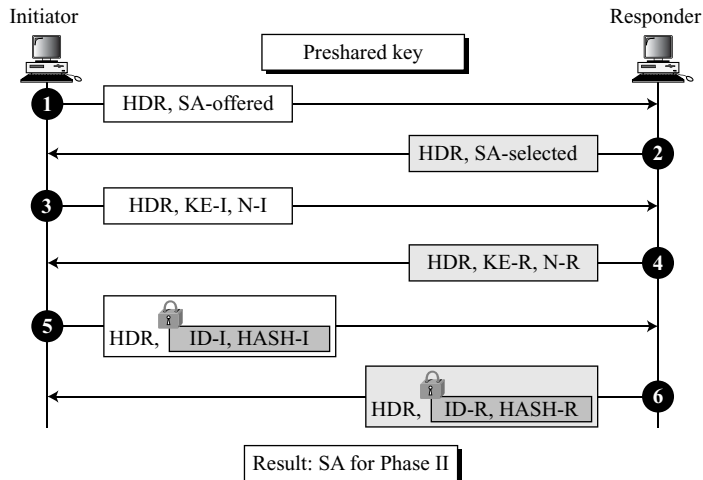 Initiator
Responder
Preshared key
1
HDR, SA-offered
HDR, SA-selected
2
3
HDR, KE-I, N-I
HDR, KE-R, N-R
4
5
HDR, ID-I, HASH-I
HDR, ID-R, HASH-R
6
Result: SA for Phase II